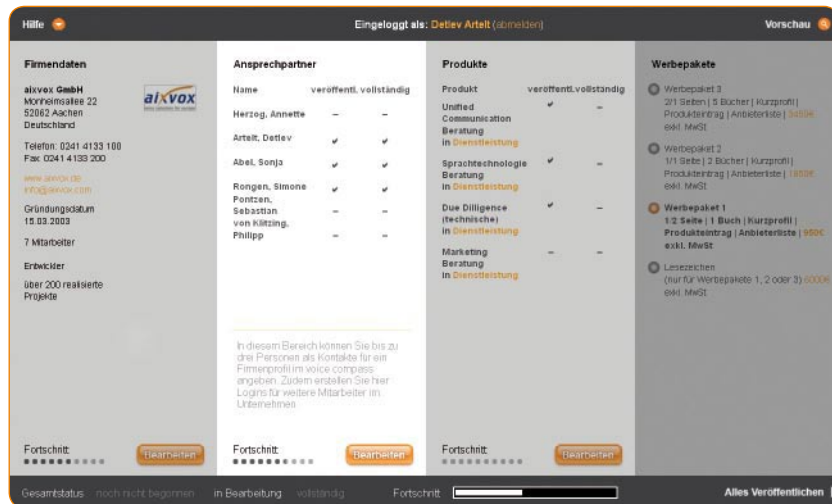 Hilfe
Eingeloggt als: Detlev Artelt (abmelden)
Vorschau
Firmendaten
aixvox GmbH
Monheimsallee 22
52062 Aachen
Deutschland
aixvox
Telefon: 0241 4133 100
Fax: 0241 4133 200
www.aixvox.de
info@aixvox.com
Gründungsdatum
15.03.2003
7 Mitarbeiter
Entwickler
über 200 realisierte
Projekte
Fortschritt:
Bearbeiten
Ansprechpartner
Name veröffentl. vollständig
Herzog, Annette – –
Artelt, Detlev ✔ ✔
Abel, Sonja ✔ ✔
Rongen, Simone ✔ ✔
Pontzen,
Sebastian – –
von Klitzing,
Philipp – –
In diesem Bereich können Sie bis zu
drei Personen als Kontakte für ein
Firmenprofil im voice compass
angeben. Zudem erstellen Sie hier
Logins für weitere Mitarbeiter im
Unternehmen
Fortschritt:
Bearbeiten
Produkte
Produkt veröffentl. vollständig
Unified ✔ –
Communication
Beratung
in Dienstleistung
Sprachtechnologie ✔ –
Beratung
in Dienstleistung
Due Dilligence ✔ –
(technische)
in Dienstleistung
Marketing – –
Beratung
in Dienstleistung
Fortschritt:
Bearbeiten
Werbepakete
Werbepaket 3
2/1 Seiten | 5 Bücher | Kurzprofil |
Produkteintrag | Anbieterliste |
exkl. MwSt
Werbepaket 2
1/1 Seite | 2 Bücher | Kurzprofil |
Produkteintrag | Anbieterliste |
exkl. MwSt
Werbepaket 1
1/2 Seite | 1 Buch | Kurzprofil |
Produkteintrag | Anbieterliste |
exkl. MwSt
Lesezeichen
(nur für Werbepakete 1, 2 oder 3) 6000€
exkl. MwSt
Gesamtstatus noch nicht begonnen in Bearbeitung vollständig Fortschritt Alles Veröffentlichen